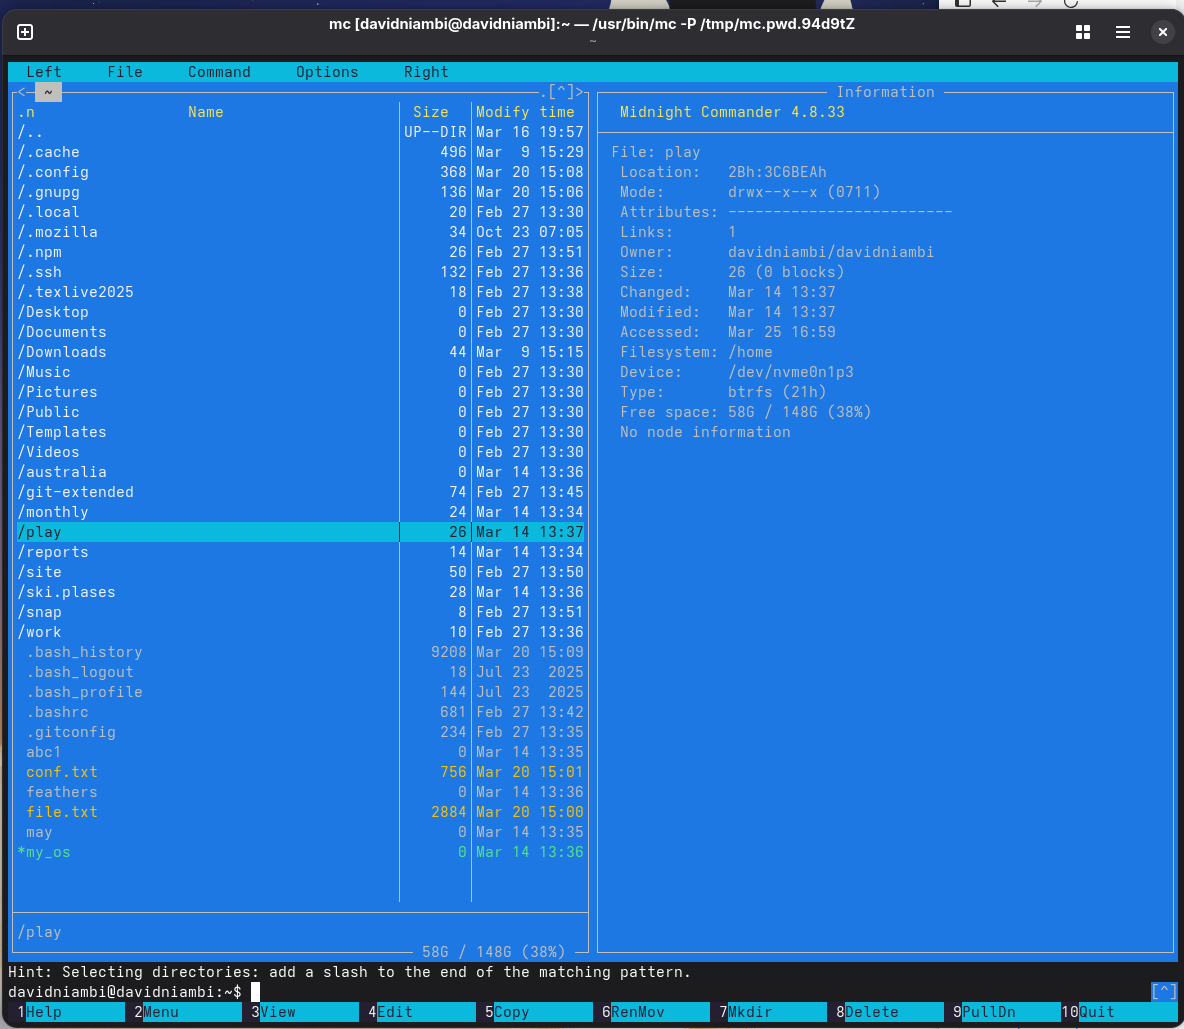 mc [davidniambi@davidniambi]:~ — /usr/bin/mc -P /tmp/mc.pwd.94d9tZ
~
Left File Command Options Right
<─ ~ ─.[^]>
.n Name Size Modify time
/.. UP--DIR Mar 16 19:57
/.cache 496 Mar 9 15:29
/.config 368 Mar 20 15:08
/.gnupg 136 Mar 20 15:06
/.local 20 Feb 27 13:30
/.mozilla 34 Oct 23 07:05
/.npm 26 Feb 27 13:51
/.ssh 132 Feb 27 13:36
/.texlive2025 18 Feb 27 13:38
/Desktop 0 Feb 27 13:30
/Documents 0 Feb 27 13:30
/Downloads 44 Mar 9 15:15
/Music 0 Feb 27 13:30
/Pictures 0 Feb 27 13:30
/Public 0 Feb 27 13:30
/Templates 0 Feb 27 13:30
/Videos 0 Feb 27 13:30
/australia 0 Mar 14 13:36
/git-extended 74 Feb 27 13:45
/monthly 24 Mar 14 13:34
/play 26 Mar 14 13:37
/reports 14 Mar 14 13:34
/site 50 Feb 27 13:50
/ski.plases 28 Mar 14 13:36
/snap 8 Feb 27 13:51
/work 10 Feb 27 13:36
.bash_history 9208 Mar 20 15:09
.bash_logout 18 Jul 23 2025
.bash_profile 144 Jul 23 2025
.bashrc 681 Feb 27 13:42
.gitconfig 234 Feb 27 13:35
abc1 0 Mar 14 13:35
conf.txt 756 Mar 20 15:01
feathers 0 Mar 14 13:36
file.txt 2884 Mar 20 15:00
may 0 Mar 14 13:35
*my_os 0 Mar 14 13:36
/play
58G / 148G (38%)
Information
Midnight Commander 4.8.33
File: play
Location: 2Bh:3C6BEAh
Mode: drwx--x--x (0711)
Attributes: -------------------------
Links: 1
Owner: davidniambi/davidniambi
Size: 26 (0 blocks)
Changed: Mar 14 13:37
Modified: Mar 14 13:37
Accessed: Mar 25 16:59
Filesystem: /home
Device: /dev/nvme0n1p3
Type: btrfs (21h)
Free space: 58G / 148G (38%)
No node information
Hint: Selecting directories: add a slash to the end of the matching pattern.
davidniambi@davidniambi:~$ [^]
1Help 2Menu 3View 4Edit 5Copy 6RenMov 7Mkdir 8Delete 9PullDn 10Quit